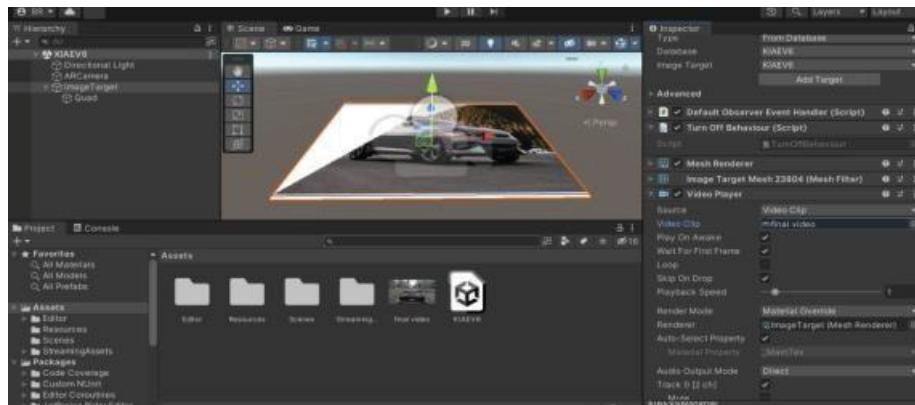 Hierarchy
KIAEV6
Directional Light
ARCamera
ImageTarget
Quad
Scene
Game
Persp
Layers
Layout
Inspector
Type
From Database
Database
KIAEV6
Image Target
KIAEV6
Add Target
Advanced
Default Observer Event Handler (Script)
Turn Off Behaviour (Script)
Script
TurnOffBehaviour
Mesh Renderer
Image Target Mesh 23804 (Mesh Filter)
Video Player
Source
Video Clip
Video Clip
final video
Play On Awake
Wait For First Frame
Loop
Skip On Drop
Playback Speed
1
Render Mode
Material Override
Renderer
ImageTarget (Mesh Renderer)
Auto-Select Property
Material Property
_MainTex
Audio Output Mode
Direct
Track 0 [2 ch]
Mute
Project
Console
Favorites
All Materials
All Models
All Prefabs
Assets
Editor
Resources
Scenes
StreamingAssets
Packages
Code Coverage
Custom NUnit
Editor Coroutines
Assets
Editor
Resources
Scenes
Streaming...
final video
KIAEV6
16